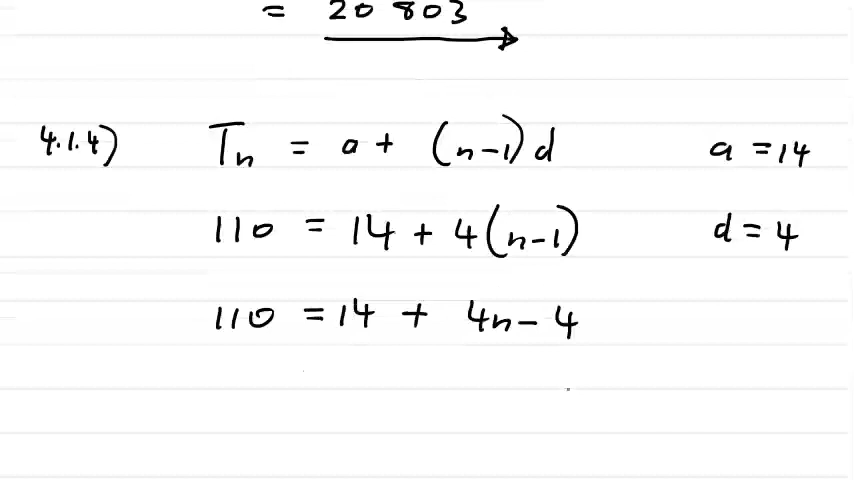 = 20 803
4.1.4) Tn = a + (n-1)d a = 14
110 = 14 + 4(n-1) d = 4
110 = 14 + 4n - 4